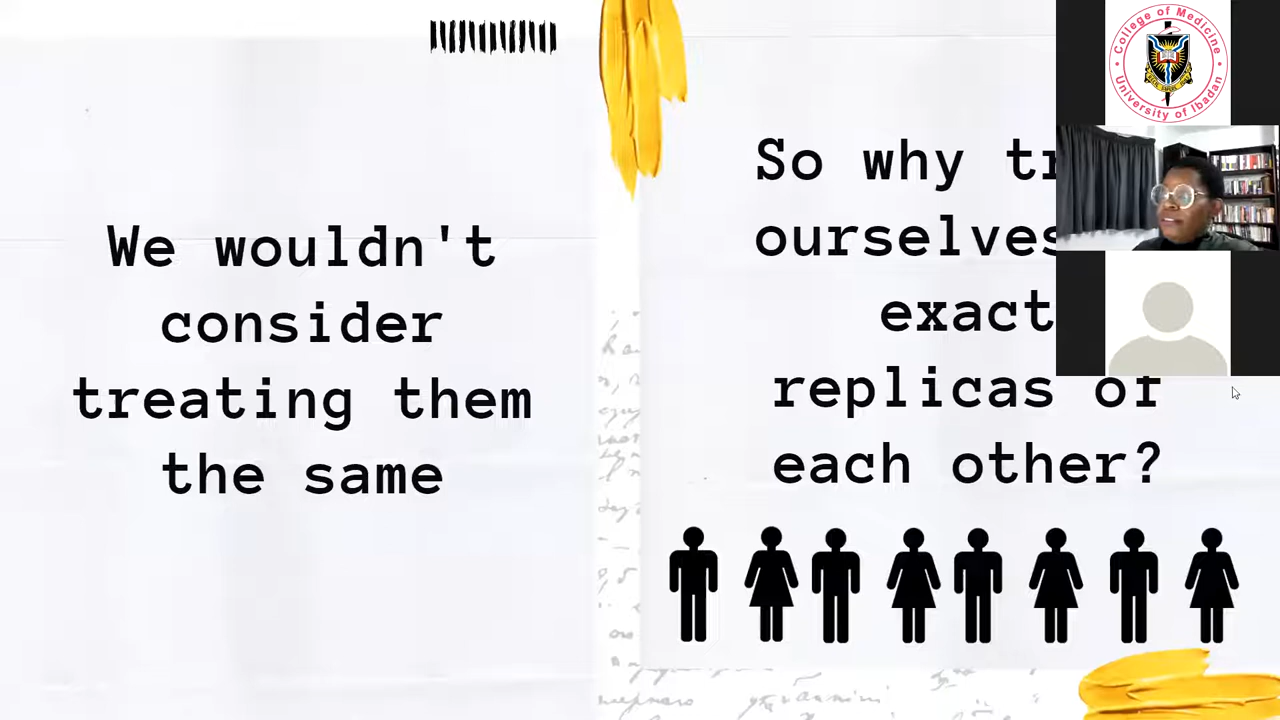 We wouldn't
consider
treating them
the same
So why
ourselves
exact
replicas of
each other?
College of Medicine
University of Ibadan